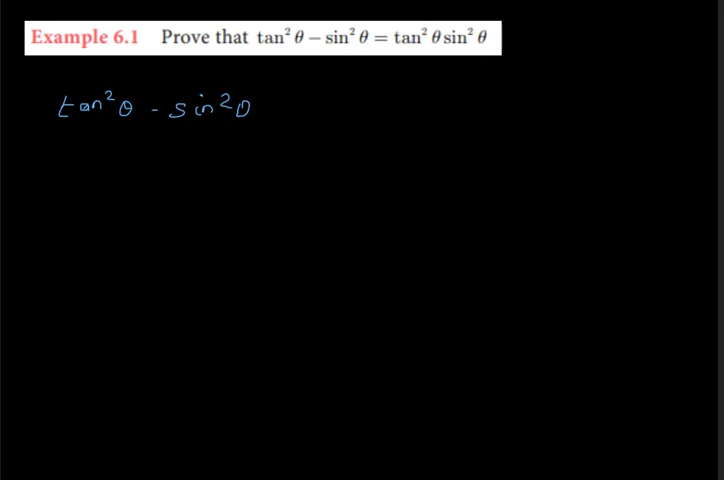 Example 6.1 Prove that tan² θ – sin² θ = tan² θ sin² θ
tan²θ - sin²θ